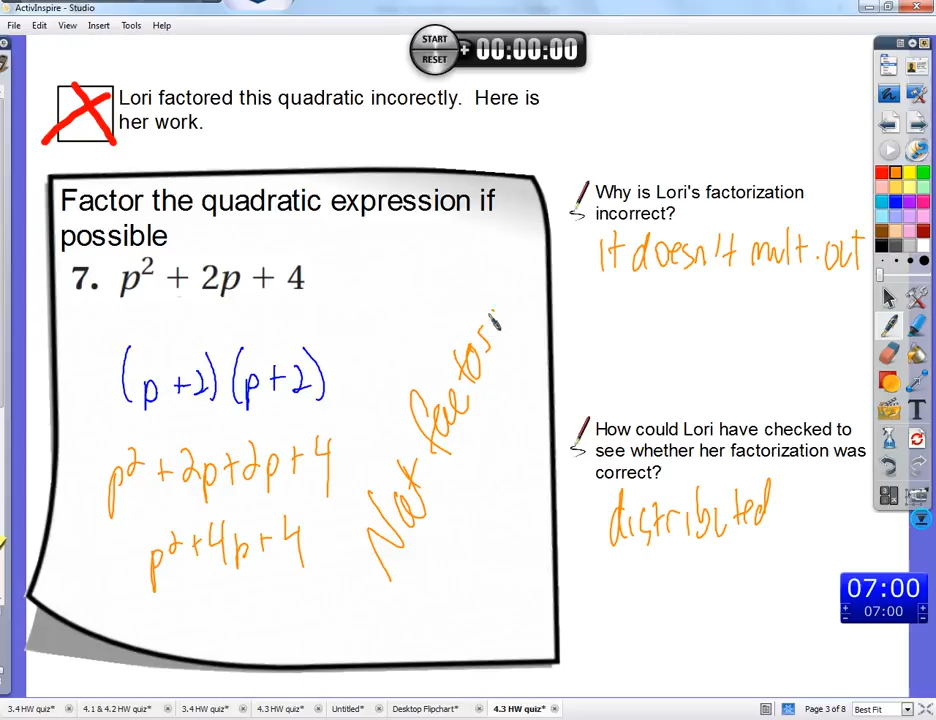 ActivInspire - Studio
File Edit View Insert Tools Help
START
RESET
+ 00:00:00
Lori factored this quadratic incorectly. Here is
her work.
Factor the quadratic expression if
possible
7. p² + 2p + 4
(p +2)(p+2)
p² +2p+2p+4
p²+4p+4
Not factos
Why is Lori's factorization
incorrect?
It doesn't mult. out
How could Lori have checked to
see whether her factorization was
correct?
distributed
07:00
07:00
3.4 HW quiz* 4.1 & 4.2 HW quiz* 3.4 HW quiz* 4.3 HW quiz* Untitled* Desktop Flipchart* 4.3 HW quiz* Page 3 of 8 Best Fit